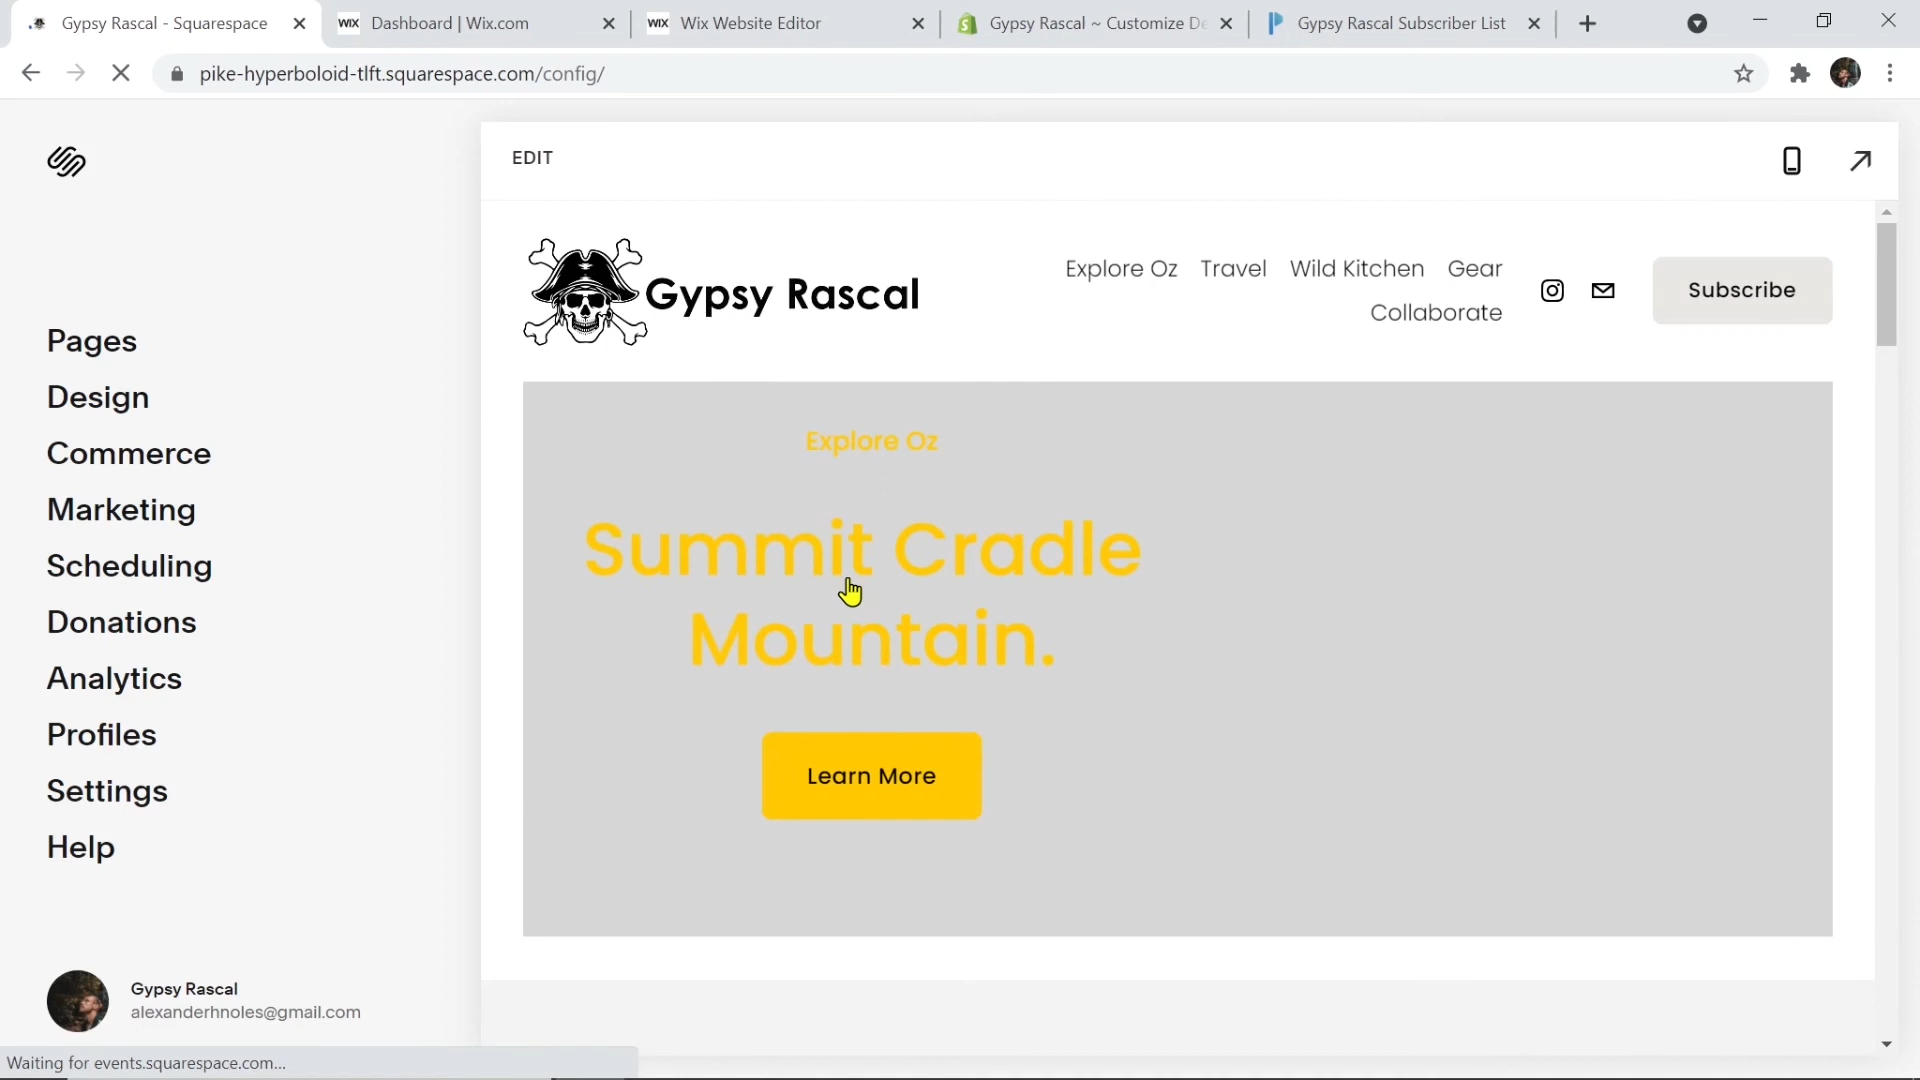 Gypsy Rascal - Squarespace
WIX Dashboard | Wix.com
WIX Wix Website Editor
Gypsy Rascal ~ Customize De
Gypsy Rascal Subscriber List
pike-hyperboloid-tlft.squarespace.com/config/
EDIT
Gypsy Rascal
Explore Oz Travel Wild Kitchen Gear
Collaborate
Subscribe
Pages
Design
Commerce
Marketing
Scheduling
Donations
Analytics
Profiles
Settings
Help
Explore Oz
Summit Cradle
Mountain.
Learn More
Gypsy Rascal
alexanderhnoles@gmail.com
Waiting for events.squarespace.com...